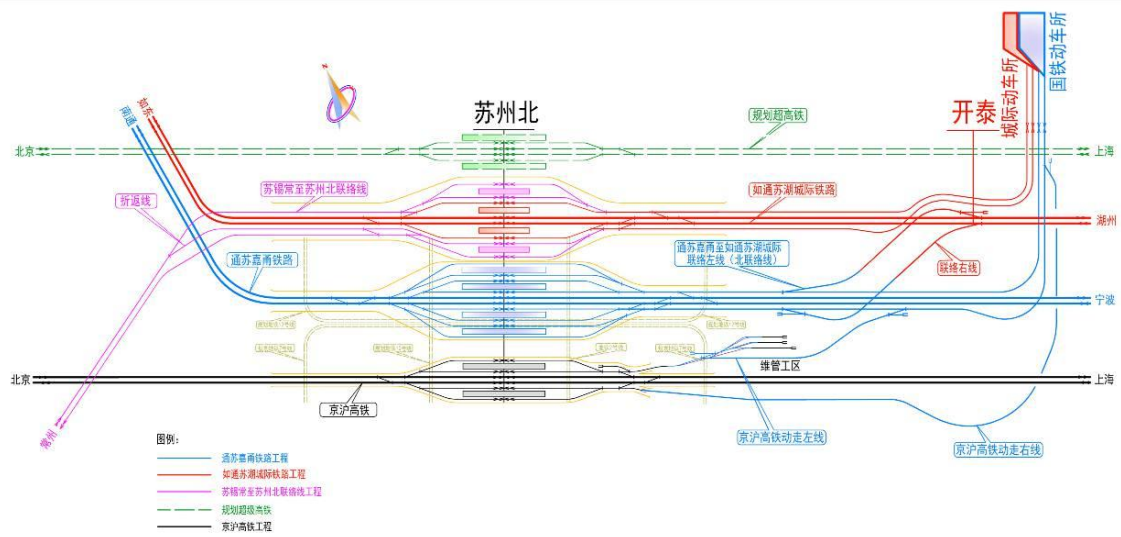 国铁动车所
城际动车所
N
苏州北
开泰
规划超高铁
如东
南通
北京
上海
折返线
苏锡常至苏州北联络线
如通苏湖城际铁路
湖州
通苏嘉甬铁路
通苏嘉甬至如通苏湖城际
联络左线（北联络线）
联络右线
宁波
维管工区
北京
上海
京沪高铁
京沪高铁动走左线
京沪高铁动走右线
常州
图例：
通苏嘉甬铁路工程
如通苏湖城际铁路工程
苏锡常至苏州北联络线工程
规划超级高铁
京沪高铁工程